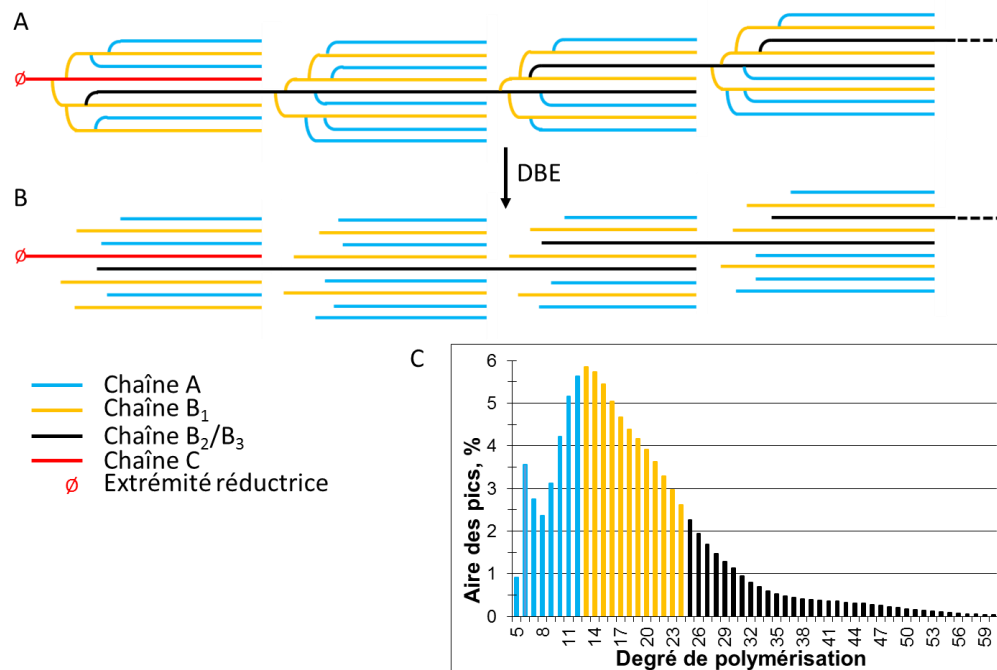 A
Ø
DBE
B
Ø
Chaîne A
Chaîne B1
Chaîne B2/B3
Chaîne C
Ø Extrémité réductrice
C
Aire des pics, %
6
5
4
3
2
1
0
5 8 11 14 17 20 23 26 29 32 35 38 41 44 47 50 53 56 59
Degré de polymérisation